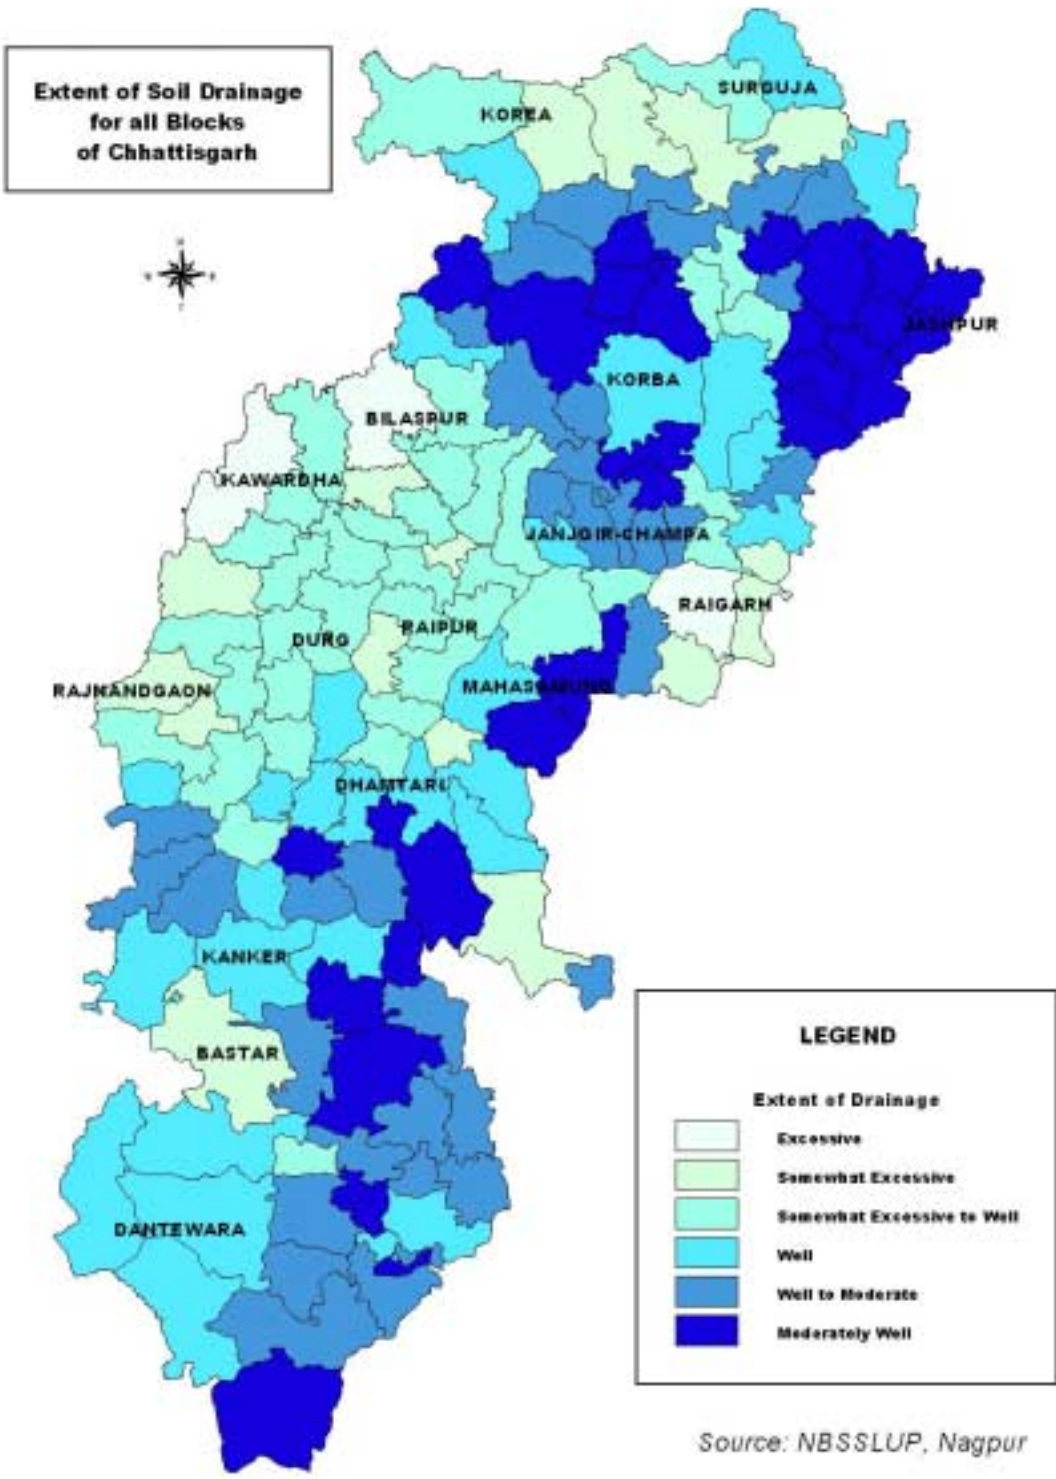 Extent of Soil Drainage
for all Blocks
of Chhattisgarh
SURGUJA
KOREA
JASHPUR
KORBA
BILASPUR
KAWARDHA
JANJGIR-CHAMPA
RAIGARH
RAIPUR
DURG
RAJNANDGAON
MAHASAMUND
DHAMTARI
KANKER
BASTAR
DANTEWARA
LEGEND
Extent of Drainage
Excessive
Somewhat Excessive
Somewhat Excessive to Well
Well
Well to Moderate
Moderately Well
Source: NBSSLUP, Nagpur